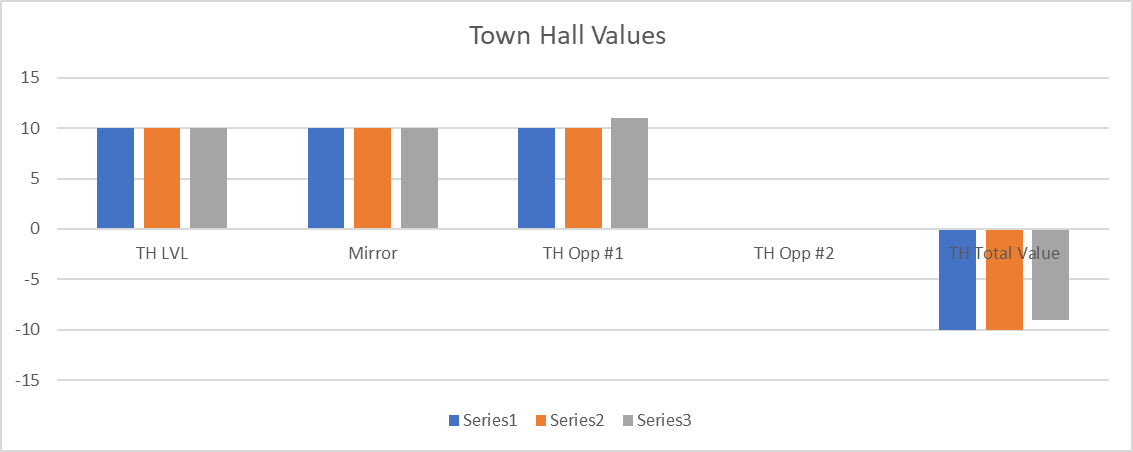 Town Hall Values
15
10
5
0
-5
-10
-15
TH LVL Mirror TH Opp #1 TH Opp #2 TH Total Value
Series1 Series2 Series3